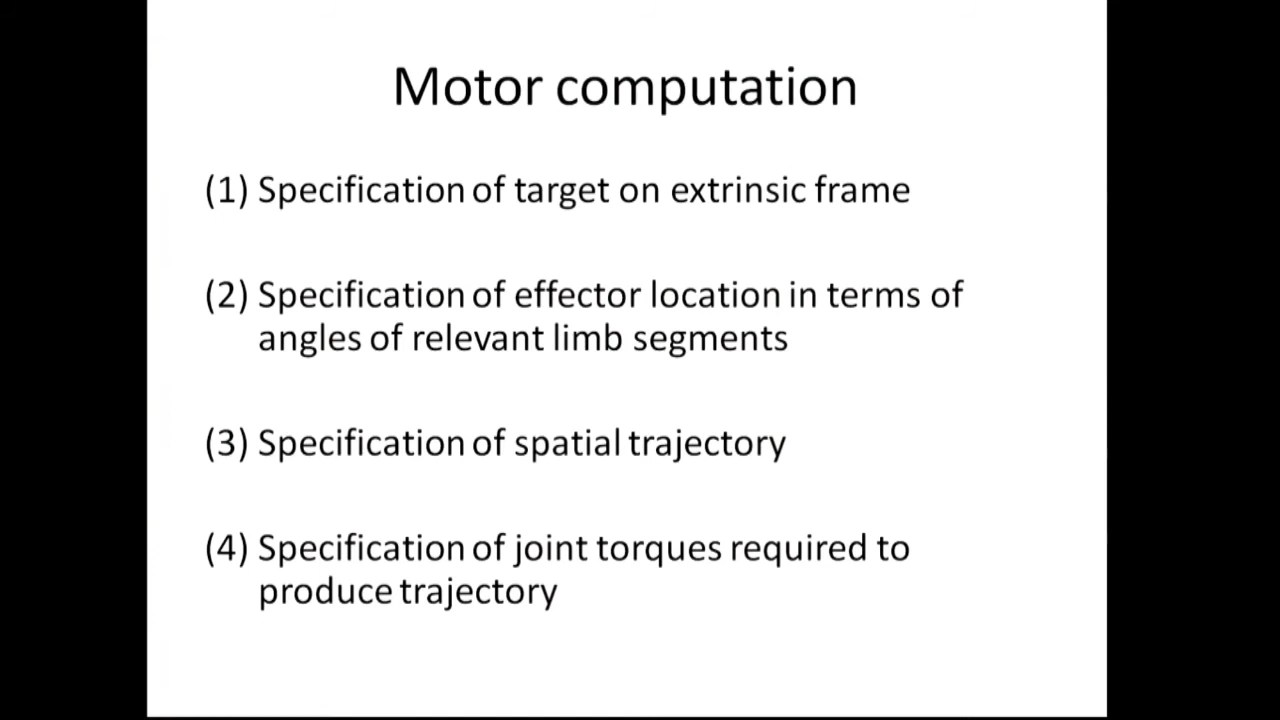 Motor computation
(1) Specification of target on extrinsic frame
(2) Specification of effector location in terms of
angles of relevant limb segments
(3) Specification of spatial trajectory
(4) Specification of joint torques required to
produce trajectory